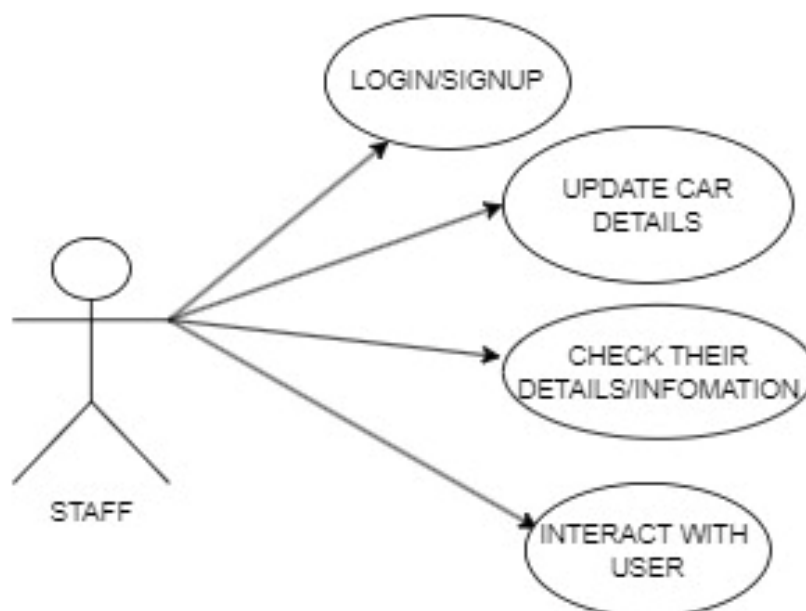 LOGIN/SIGNUP
UPDATE CAR
DETAILS
CHECK THEIR
DETAILS/INFOMATION
STAFF
INTERACT WITH
USER